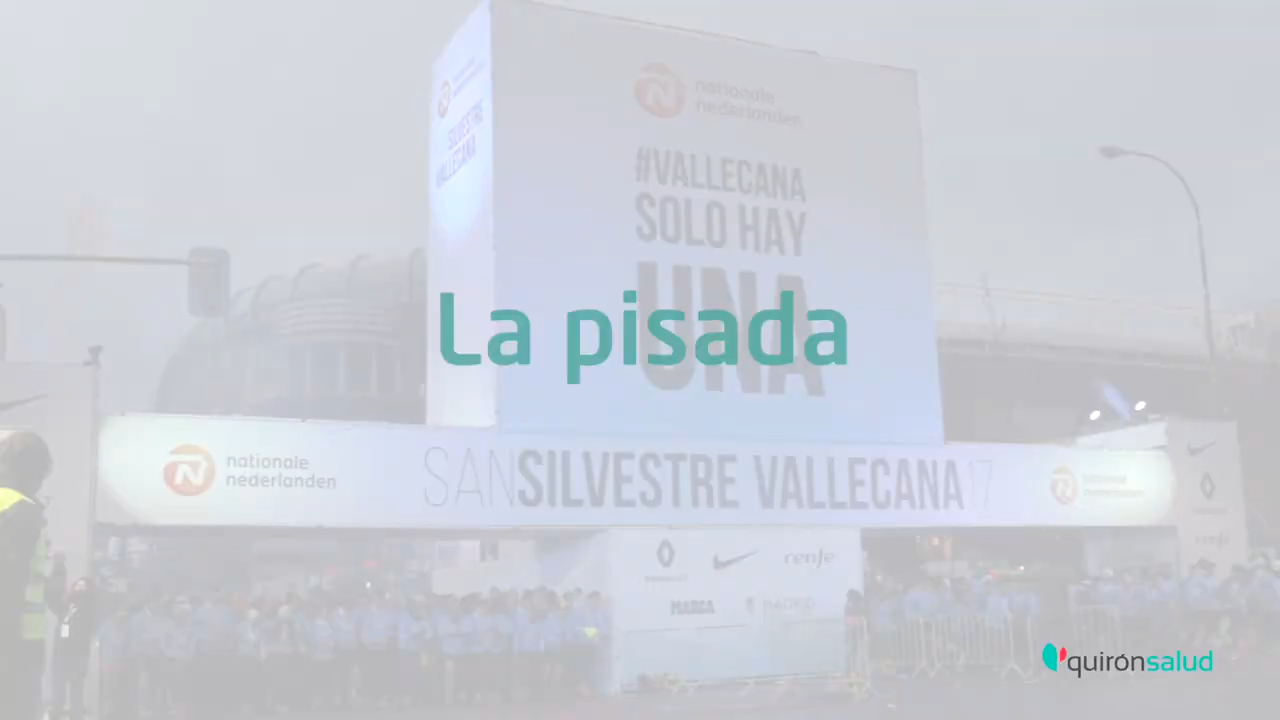 nationale
nederlanden
SILVESTRE
VALLECANA
#VALLECANA
SOLO HAY
UNA
La pisada
nationale
nederlanden
SANSILVESTRE VALLECANA17
renfe
MARCA
quirónsalud